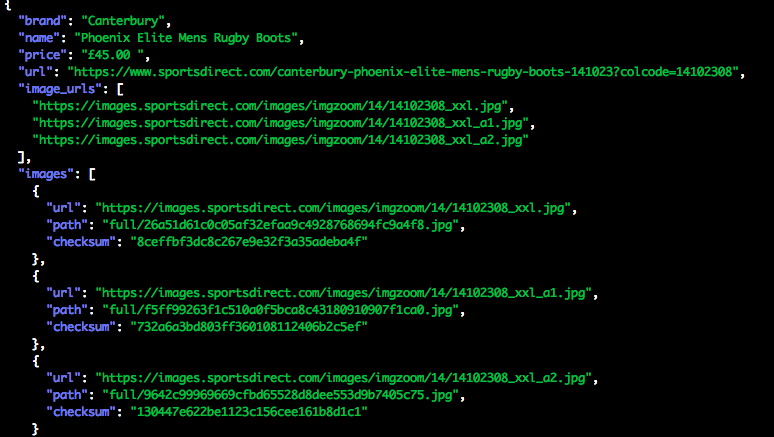 {
  "brand": "Canterbury",
  "name": "Phoenix Elite Mens Rugby Boots",
  "price": "£45.00 ",
  "url": "https://www.sportsdirect.com/canterbury-phoenix-elite-mens-rugby-boots-141023?colcode=14102308",
  "image_urls": [
    "https://images.sportsdirect.com/images/imgzoom/14/14102308_xxl.jpg",
    "https://images.sportsdirect.com/images/imgzoom/14/14102308_xxl_a1.jpg",
    "https://images.sportsdirect.com/images/imgzoom/14/14102308_xxl_a2.jpg"
  ],
  "images": [
    {
      "url": "https://images.sportsdirect.com/images/imgzoom/14/14102308_xxl.jpg",
      "path": "full/26a51d61c0c05af32efaa9c4928768694fc9a4f8.jpg",
      "checksum": "8ceffbf3dc8c267e9e32f3a35adeba4f"
    },
    {
      "url": "https://images.sportsdirect.com/images/imgzoom/14/14102308_xxl_a1.jpg",
      "path": "full/f5ff99263f1c510a0f5bca8c43180910907f1ca0.jpg",
      "checksum": "732a6a3bd803ff360108112406b2c5ef"
    },
    {
      "url": "https://images.sportsdirect.com/images/imgzoom/14/14102308_xxl_a2.jpg",
      "path": "full/9642c99969669cfbd65528d8dee553d9b7405c75.jpg",
      "checksum": "130447e622be1123c156cee161b8d1c1"
    }